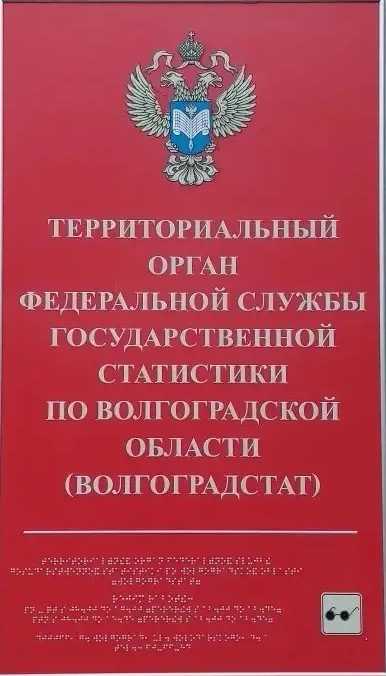 ТЕРРИТОРИАЛЬНЫЙ
ОРГАН
ФЕДЕРАЛЬНОЙ СЛУЖБЫ
ГОСУДАРСТВЕННОЙ
СТАТИСТИКИ
ПО ВОЛГОГРАДСКОЙ
ОБЛАСТИ
(ВОЛГОГРАДСТАТ)